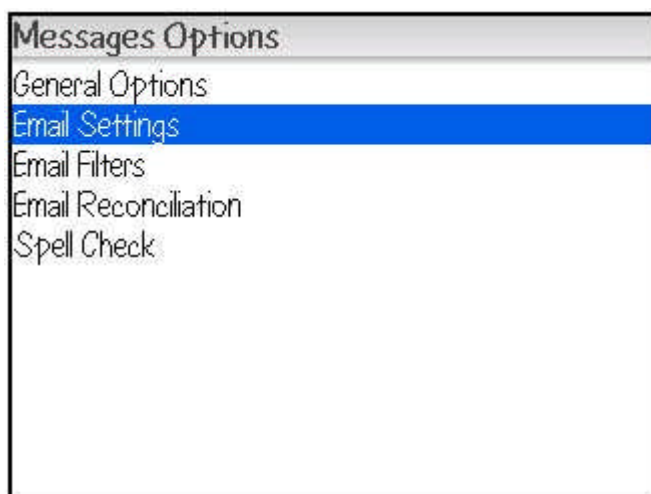 Messages Options
General Options
Email Settings
Email Filters
Email Reconciliation
Spell Check